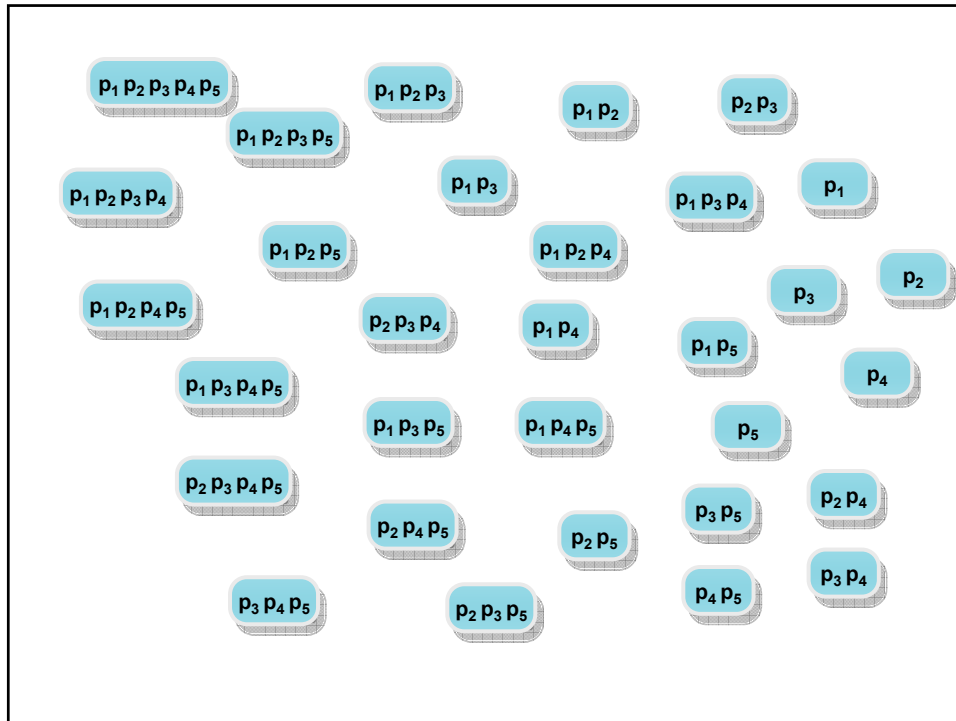 p₁ p₂ p₃ p₄ p₅
p₁ p₂ p₃
p₁ p₂
p₂ p₃
p₁ p₂ p₃ p₅
p₁ p₂ p₃ p₄
p₁ p₃
p₁ p₃ p₄
p₁
p₁ p₂ p₅
p₁ p₂ p₄
p₂
p₃
p₁ p₂ p₄ p₅
p₂ p₃ p₄
p₁ p₄
p₁ p₅
p₄
p₁ p₃ p₄ p₅
p₁ p₃ p₅
p₁ p₄ p₅
p₅
p₂ p₃ p₄ p₅
p₂ p₄
p₃ p₅
p₂ p₄ p₅
p₂ p₅
p₃ p₄
p₄ p₅
p₃ p₄ p₅
p₂ p₃ p₅